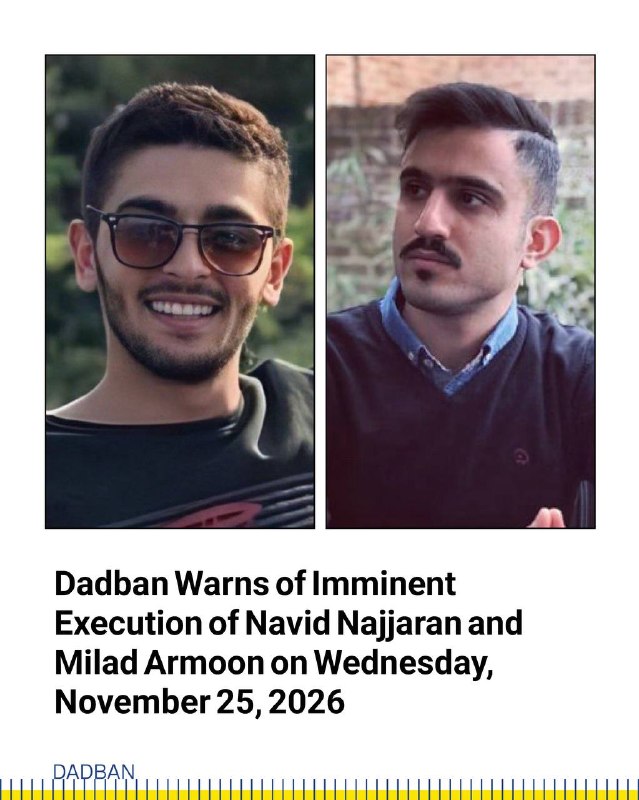 Dadban Warns of Imminent
Execution of Navid Najjaran and
Milad Armoon on Wednesday,
November 25, 2026
DADBAN